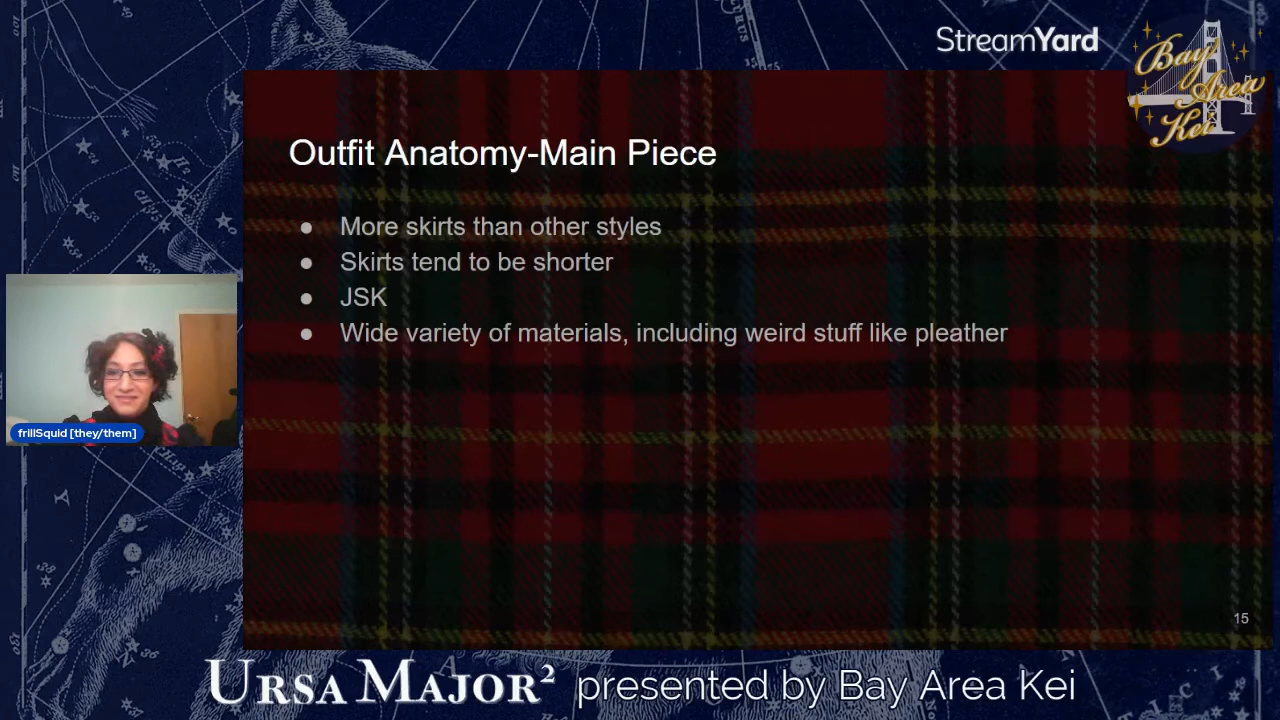 StreamYard
Bay
Area
Kei
Outfit Anatomy-Main Piece
● More skirts than other styles
● Skirts tend to be shorter
● JSK
● Wide variety of materials, including weird stuff like pleather
frillSquid [they/them]
15
URSA MAJOR² presented by Bay Area Kei